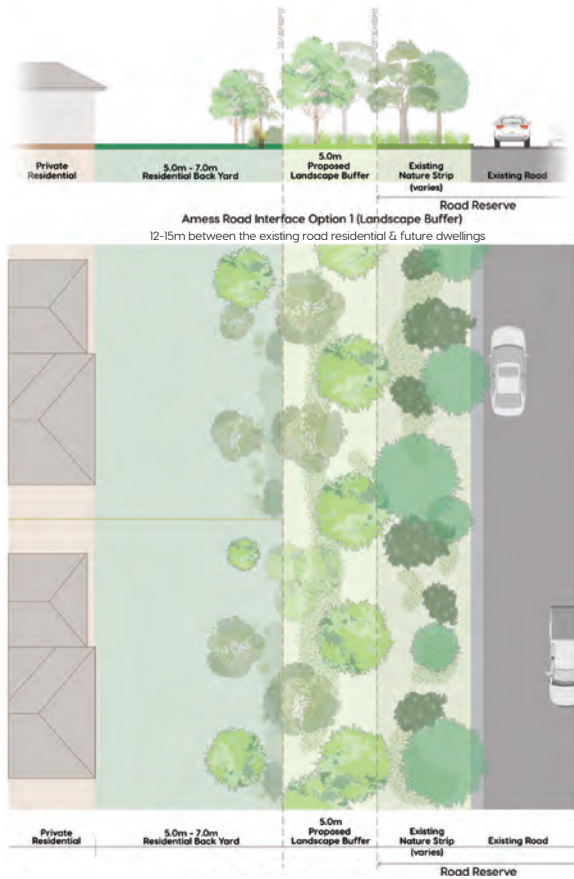 Private
Residential
5.0m - 7.0m
Residential Back Yard
5.0m
Proposed
Landscape Buffer
Existing
Nature Strip
(varies)
Existing Road
Road Reserve
Amess Road Interface Option 1 (Landscape Buffer)
12-15m between the existing road residential & future dwellings
Private
Residential
5.0m - 7.0m
Residential Back Yard
5.0m
Proposed
Landscape Buffer
Existing
Nature Strip
(varies)
Existing Road
Road Reserve